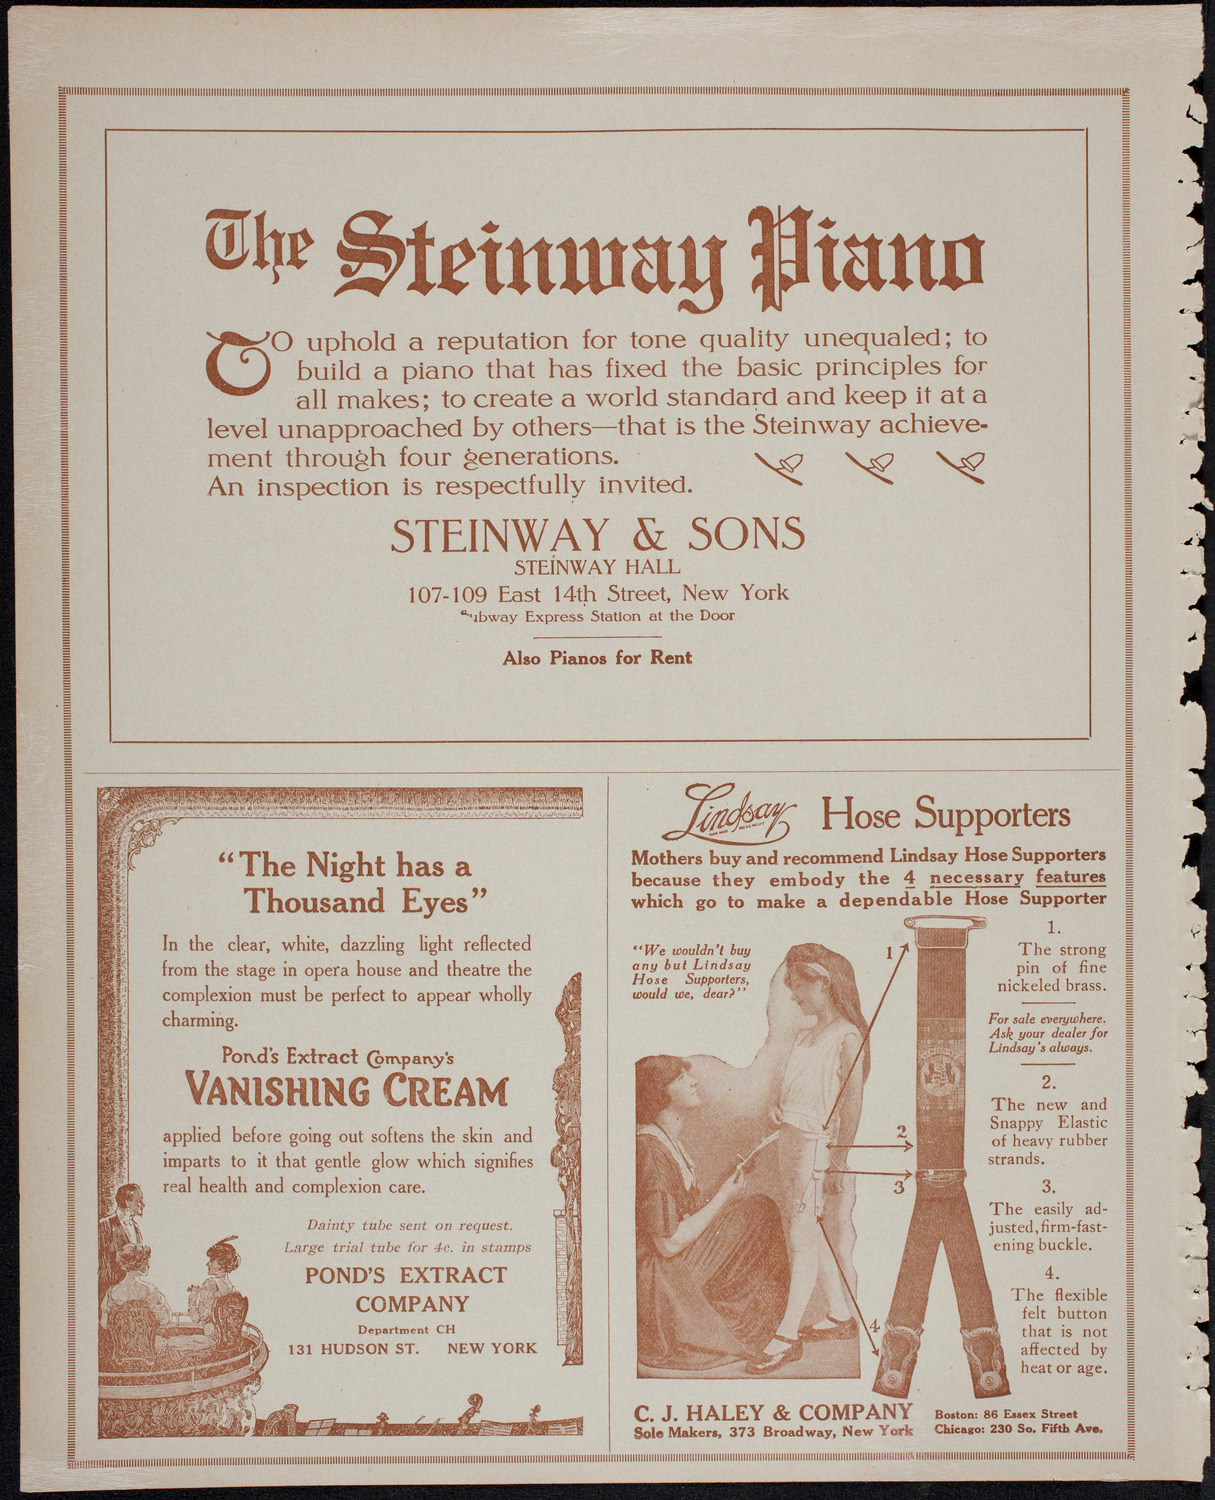 The Steinway Piano
TO uphold a reputation for tone quality unequaled; to
build a piano that has fixed the basic principles for
all makes; to create a world standard and keep it at a
level unapproached by others—that is the Steinway achieve-
ment through four generations.
An inspection is respectfully invited.
STEINWAY & SONS
STEINWAY HALL
107-109 East 14th Street, New York
Subway Express Station at the Door
Also Pianos for Rent
"The Night has a
Thousand Eyes"
In the clear, white, dazzling light reflected
from the stage in opera house and theatre the
complexion must be perfect to appear wholly
charming.
Pond's Extract Company's
VANISHING CREAM
applied before going out softens the skin and
imparts to it that gentle glow which signifies
real health and complexion care.
Dainty tube sent on request.
Large trial tube for 4c. in stamps
POND'S EXTRACT
COMPANY
Department CH
131 HUDSON ST. NEW YORK
Lindsay Hose Supporters
Mothers buy and recommend Lindsay Hose Supporters
because they embody the 4 necessary features
which go to make a dependable Hose Supporter
"We wouldn't buy
any but Lindsay
Hose Supporters,
would we, dear?"
1
2
3
4
1.
The strong
pin of fine
nickeled brass.
For sale everywhere.
Ask your dealer for
Lindsay's always.
2.
The new and
Snappy Elastic
of heavy rubber
strands.
3.
The easily ad-
justed, firm-fast-
ening buckle.
4.
The flexible
felt button
that is not
affected by
heat or age.
C. J. HALEY & COMPANY
Sole Makers, 373 Broadway, New York
Boston: 86 Essex Street
Chicago: 230 So. Fifth Ave.